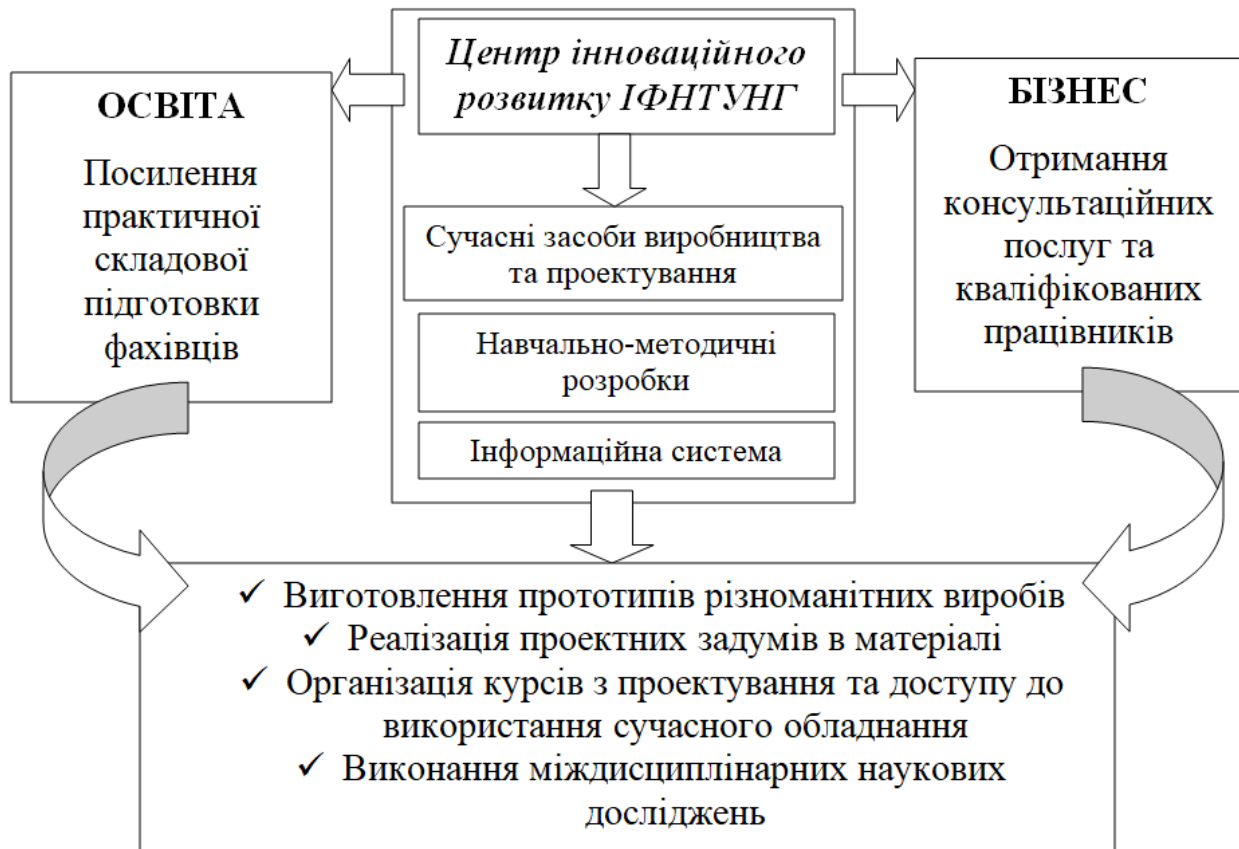 Центр інноваційного
розвитку ІФНТУНГ
ОСВІТА
Посилення
практичної
складової
підготовки
фахівців
Сучасні засоби виробництва
та проектування
Навчально-методичні
розробки
Інформаційна система
БІЗНЕС
Отримання
консультаційних
послуг та
кваліфікованих
працівників
✓ Виготовлення прототипів різноманітних виробів
✓ Реалізація проектних задумів в матеріалі
✓ Організація курсів з проектування та доступу до
використання сучасного обладнання
✓ Виконання міждисциплінарних наукових
досліджень